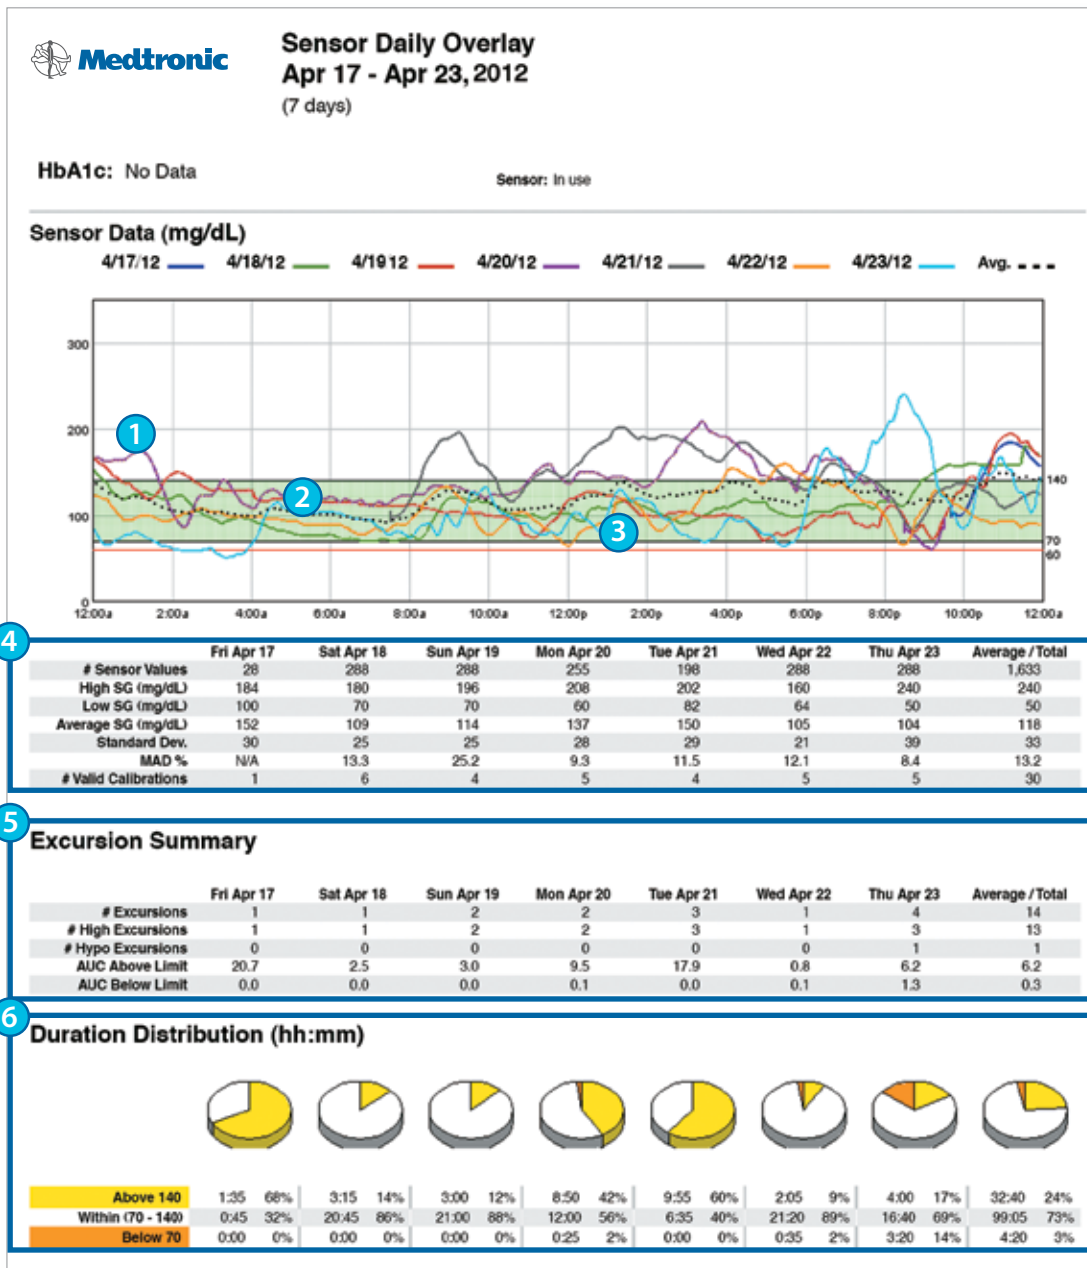 Medtronic
Sensor Daily Overlay
Apr 17 - Apr 23, 2012
(7 days)
HbA1c: No Data
Sensor: In use
Sensor Data (mg/dL)
4/17/12 4/18/12 4/19 12 4/20/12 4/21/12 4/22/12 4/23/12 Avg.
300
200
100
0
140
70
60
1
2
3
12:00a 2:00a 4:00a 6:00a 8:00a 10:00a 12:00p 2:00p 4:00p 6:00p 8:00p 10:00p 12:00a
4
Fri Apr 17 Sat Apr 18 Sun Apr 19 Mon Apr 20 Tue Apr 21 Wed Apr 22 Thu Apr 23 Average / Total
# Sensor Values 28 288 288 255 198 288 288 1,633
High SG (mg/dL) 184 180 196 208 202 160 240 240
Low SG (mg/dL) 100 70 70 60 82 64 50 50
Average SG (mg/dL) 152 109 114 137 150 105 104 118
Standard Dev. 30 25 25 28 29 21 39 33
MAD % N/A 13.3 25.2 9.3 11.5 12.1 8.4 13.2
# Valid Calibrations 1 6 4 5 4 5 5 30
5
Excursion Summary
Fri Apr 17 Sat Apr 18 Sun Apr 19 Mon Apr 20 Tue Apr 21 Wed Apr 22 Thu Apr 23 Average / Total
# Excursions 1 1 2 2 3 1 4 14
# High Excursions 1 1 2 2 3 1 3 13
# Hypo Excursions 0 0 0 0 0 0 1 1
AUC Above Limit 20.7 2.5 3.0 9.5 17.9 0.8 6.2 6.2
AUC Below Limit 0.0 0.0 0.0 0.1 0.0 0.1 1.3 0.3
6
Duration Distribution (hh:mm)
Above 140 1:35 68% 3:15 14% 3:00 12% 8:50 42% 9:55 60% 2:05 9% 4:00 17% 32:40 24%
Within (70 - 140) 0:45 32% 20:45 86% 21:00 88% 12:00 56% 6:35 40% 21:20 89% 16:40 69% 99:05 73%
Below 70 0:00 0% 0:00 0% 0:00 0% 0:25 2% 0:00 0% 0:35 2% 3:20 14% 4:20 3%